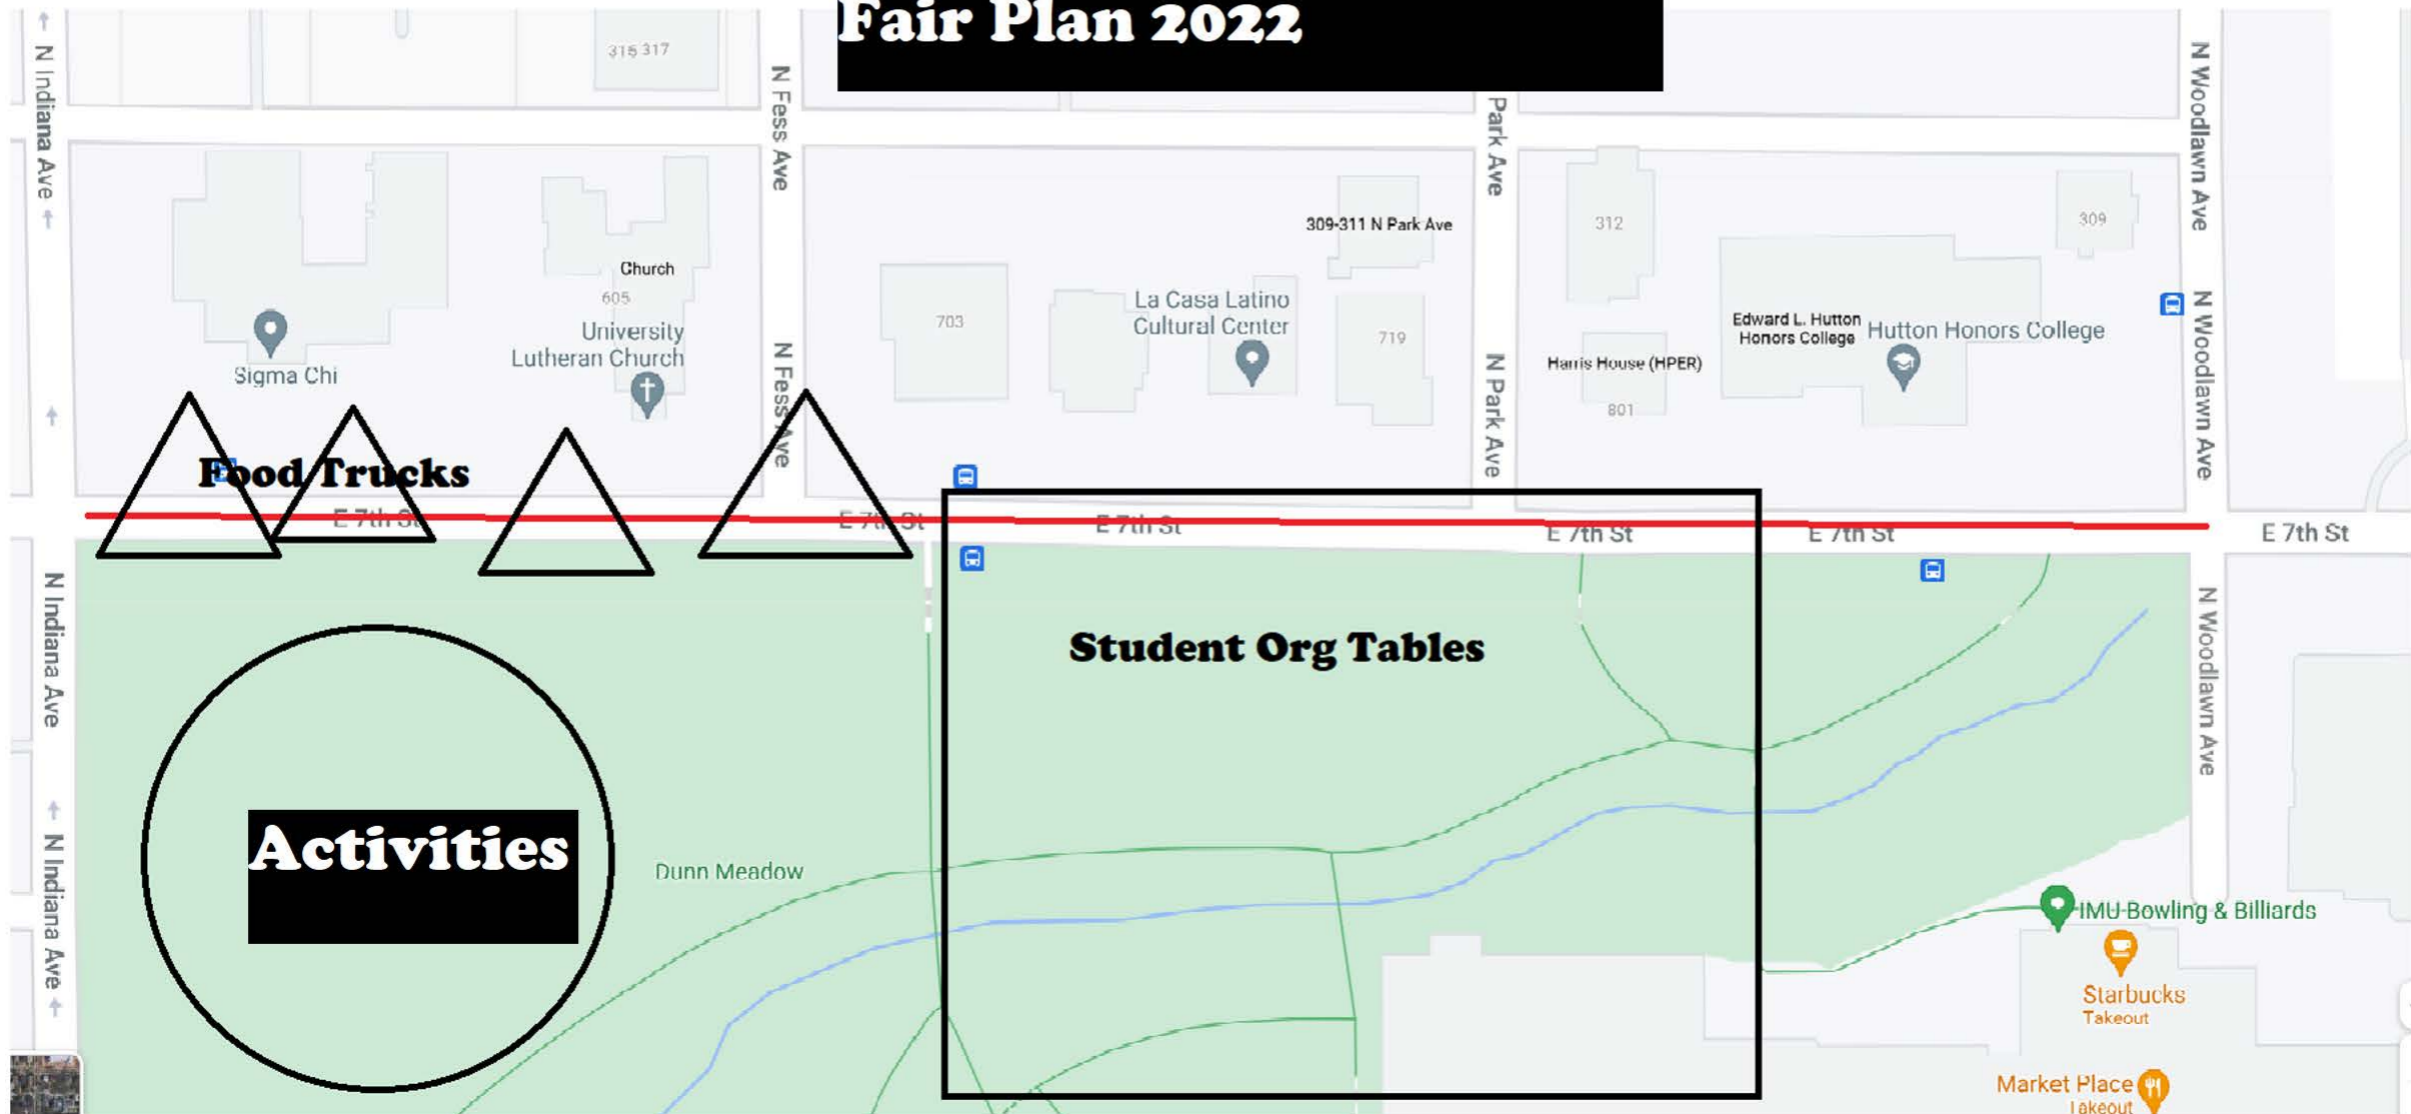 Fair Plan 2022
315 317
N Indiana Ave
N Fess Ave
Park Ave
N Woodlawn Ave
309-311 N Park Ave
312
309
Church
605
University
Lutheran Church
Sigma Chi
703
La Casa Latino
Cultural Center
719
Edward L. Hutton
Honors College
Hutton Honors College
Harris House (HPER)
801
N Fess Ave
N Park Ave
N Woodlawn Ave
Food Trucks
E 7th St
E 7th St
E 7th St
E 7th St
E 7th St
E 7th St
N Indiana Ave
N Woodlawn Ave
Student Org Tables
Activities
Dunn Meadow
N Indiana Ave
IMU Bowling & Billiards
Starbucks
Takeout
Market Place
Takeout